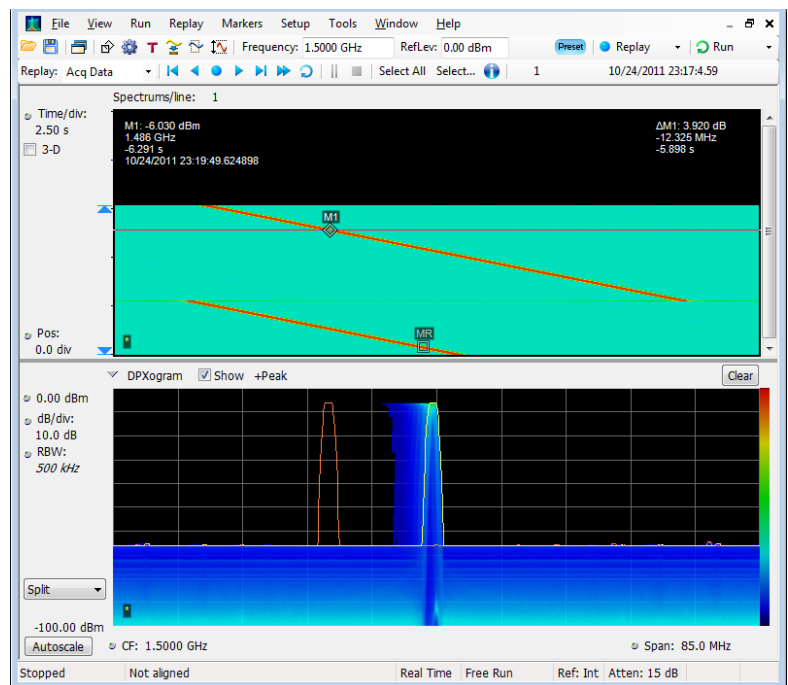 File View Run Replay Markers Setup Tools Window Help
T Frequency: 1.5000 GHz RefLev: 0.00 dBm Preset Replay Run
Replay: Acq Data Select All Select... 1 10/24/2011 23:17:4.59
Spectrums/line: 1
Time/div:
2.50 s
3-D
M1: -6.030 dBm
1.486 GHz
-6.291 s
10/24/2011 23:19:49.624898
ΔM1: 3.920 dB
-12.325 MHz
-5.898 s
M1
MR
Pos:
0.0 div
DPXogram Show +Peak Clear
0.00 dBm
dB/div:
10.0 dB
RBW:
500 kHz
Split
-100.00 dBm
Autoscale CF: 1.5000 GHz Span: 85.0 MHz
Stopped Not aligned Real Time Free Run Ref: Int Atten: 15 dB